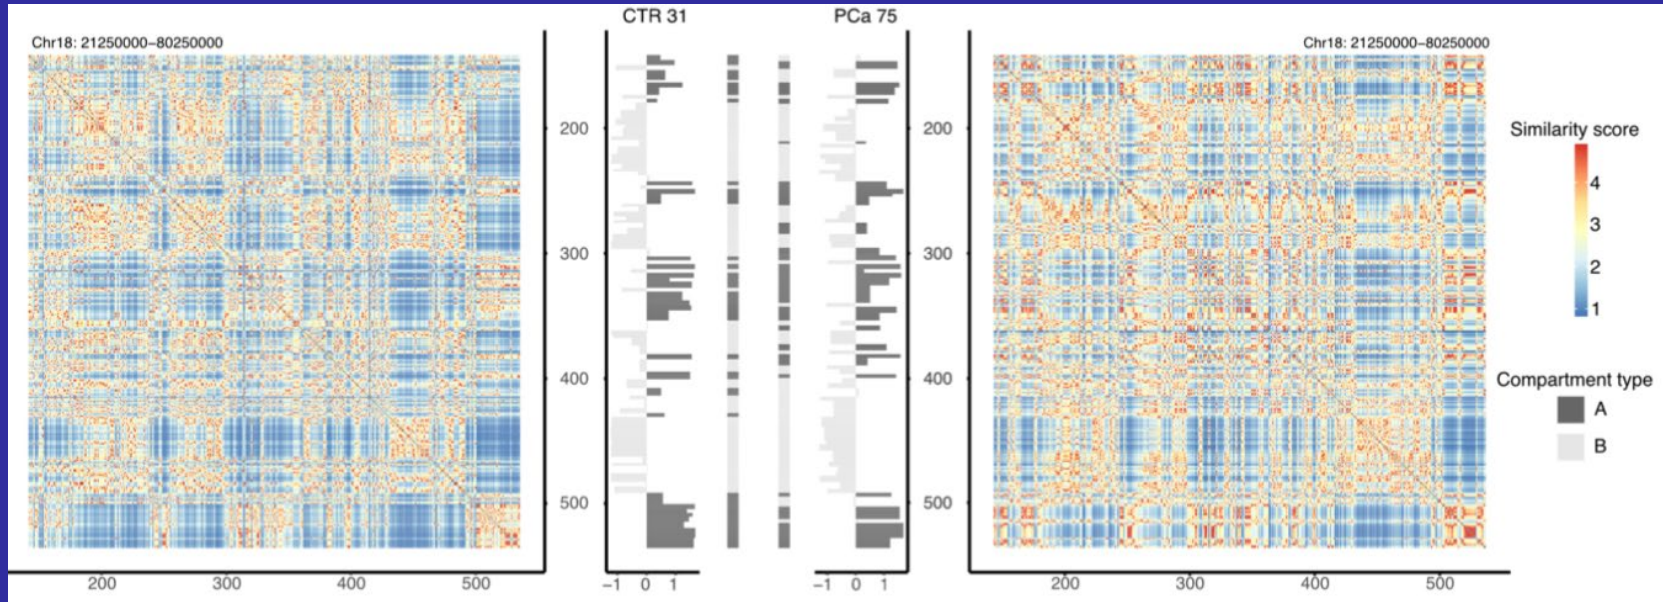 CTR 31
PCa 75
Chr18: 21250000−80250000
Chr18: 21250000−80250000
200
300
400
500
200
300
400
500
200 300 400 500
−1 0 1
−1 0 1
200 300 400 500
Similarity score
4
3
2
1
Compartment type
A
B